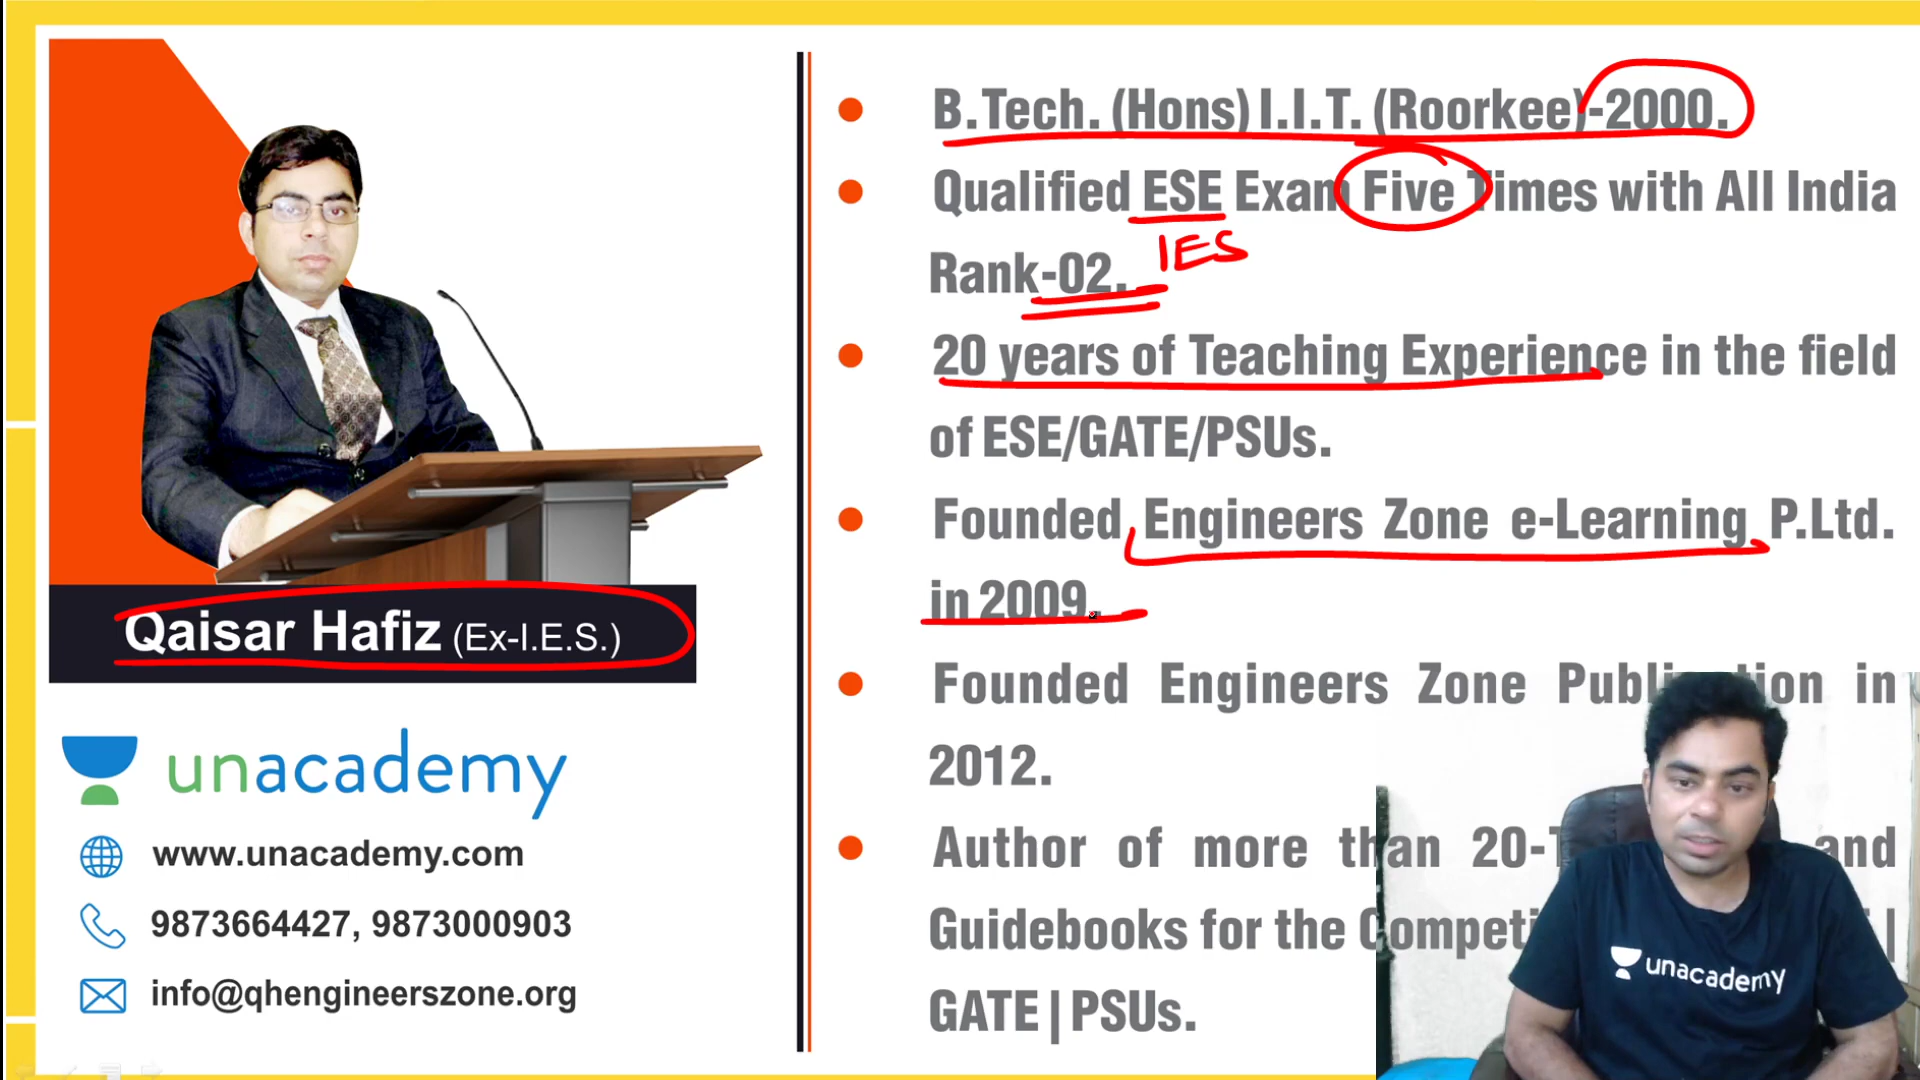 Qaisar Hafiz (Ex-I.E.S.)
unacademy
www.unacademy.com
9873664427, 9873000903
info@qhengineerszone.org
B.Tech. (Hons) I.I.T. (Roorkee)-2000.
Qualified ESE Exam Five Times with All India
Rank-02.
IES
20 years of Teaching Experience in the field
of ESE/GATE/PSUs.
Founded Engineers Zone e-Learning P.Ltd.
in 2009.
Founded Engineers Zone in
2012.
Author of more than and
Guidebooks for the |
GATE | PSUs.
unacademy